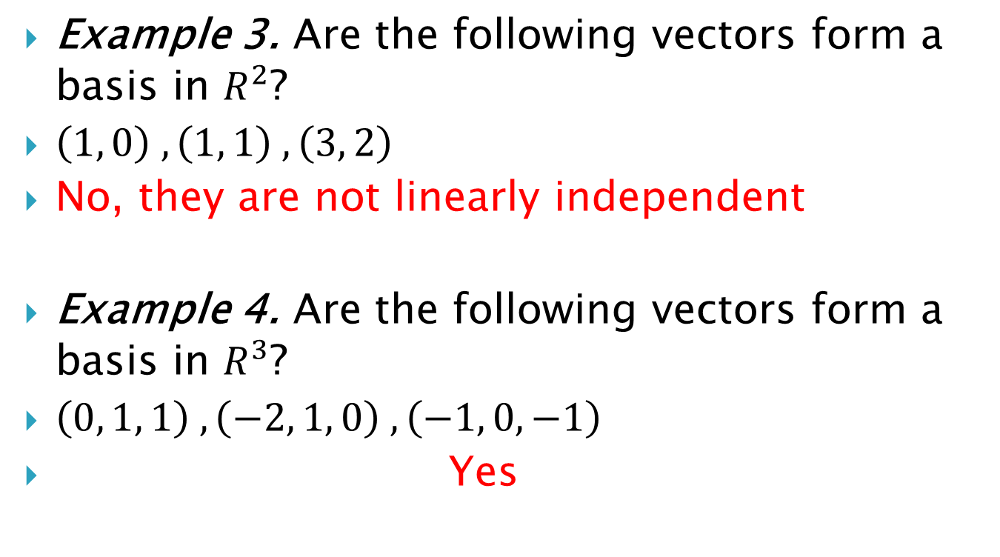 Example 3. Are the following vectors form a
basis in R²?
(1, 0) , (1, 1) , (3, 2)
No, they are not linearly independent
Example 4. Are the following vectors form a
basis in R³?
(0, 1, 1) , (−2, 1, 0) , (−1, 0, −1)
Yes